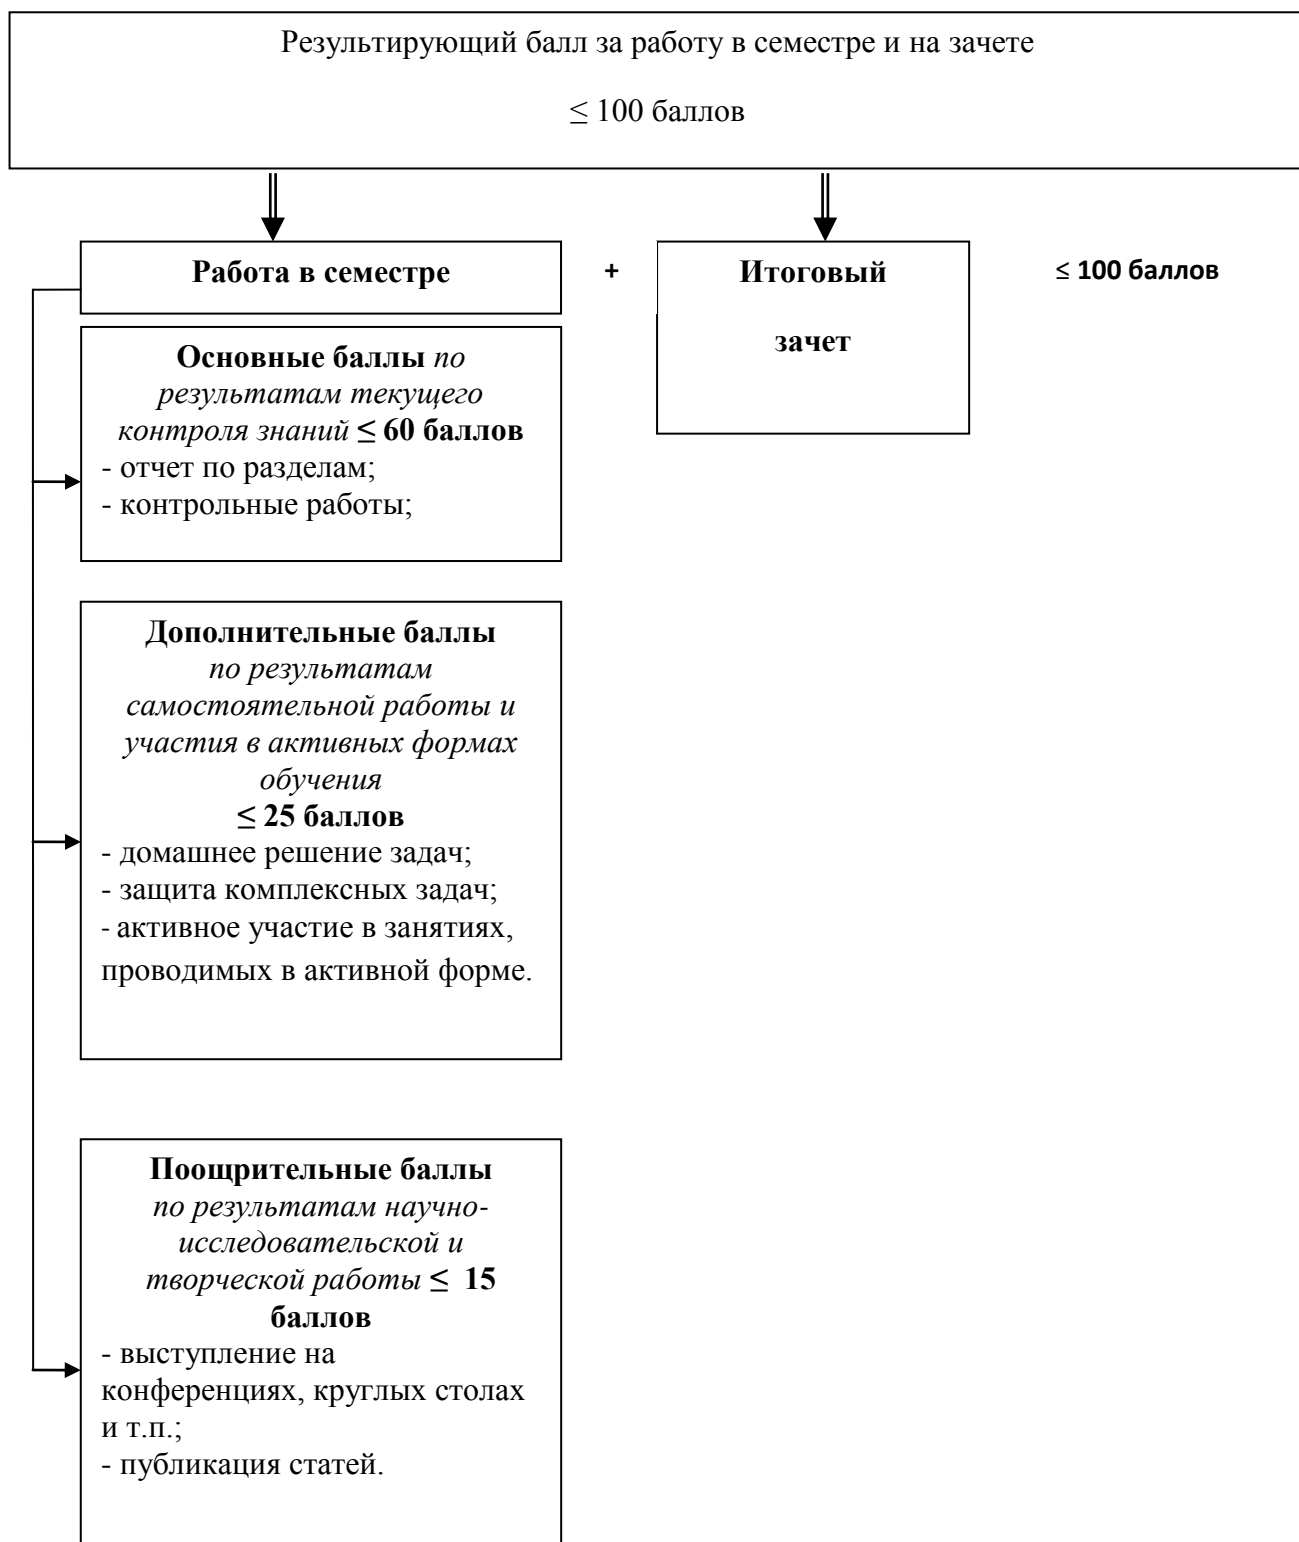 Результирующий балл за работу в семестре и на зачете
≤ 100 баллов
Работа в семестре
+
Итоговый
зачет
≤ 100 баллов
Основные баллы по
результатам текущего
контроля знаний ≤ 60 баллов
- отчет по разделам;
- контрольные работы;
Дополнительные баллы
по результатам
самостоятельной работы и
участия в активных формах
обучения
≤ 25 баллов
- домашнее решение задач;
- защита комплексных задач;
- активное участие в занятиях,
проводимых в активной форме.
Поощрительные баллы
по результатам научно-
исследовательской и
творческой работы ≤ 15
баллов
- выступление на
конференциях, круглых столах
и т.п.;
- публикация статей.